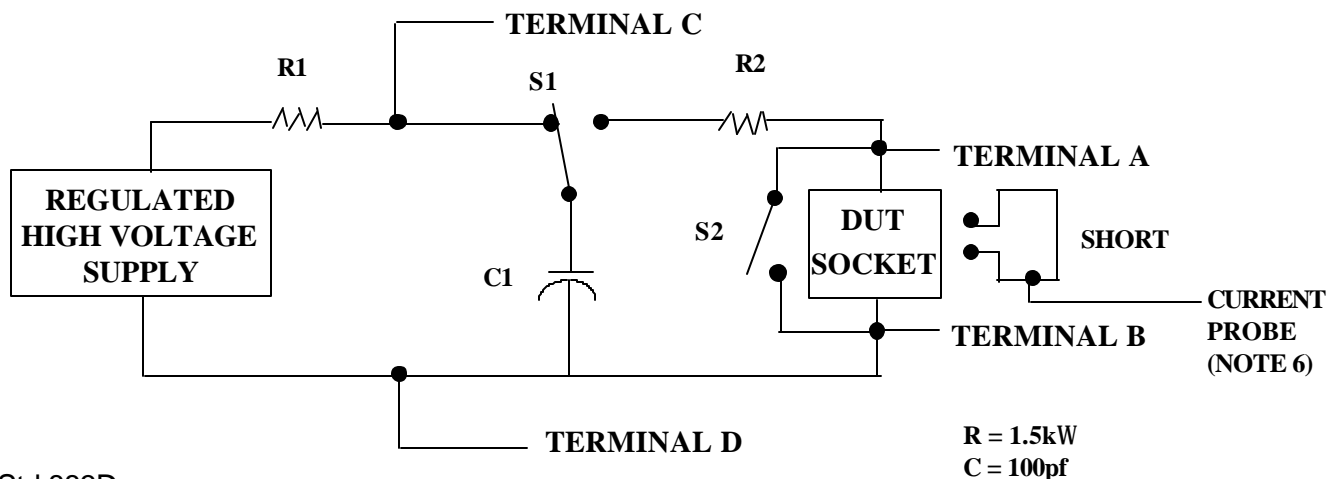 TERMINAL C
R1
S1
R2
TERMINAL A
REGULATED
HIGH VOLTAGE
SUPPLY
S2
DUT
SOCKET
SHORT
C1
CURRENT
PROBE
(NOTE 6)
TERMINAL B
TERMINAL D
R = 1.5kW
C = 100pf